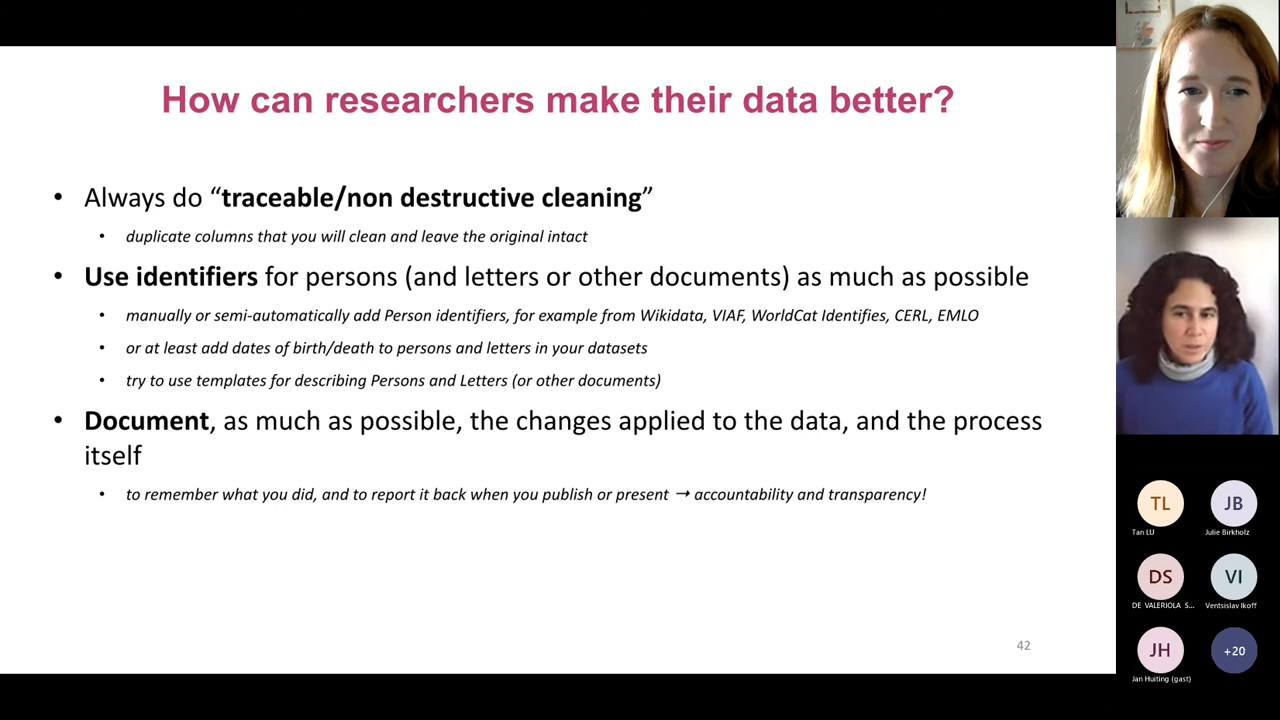 How can researchers make their data better?
• Always do “traceable/non destructive cleaning”
• duplicate columns that you will clean and leave the original intact
• Use identifiers for persons (and letters or other documents) as much as possible
• manually or semi-automatically add Person identifiers, for example from Wikidata, VIAF, WorldCat Identifies, CERL, EMLO
• or at least add dates of birth/death to persons and letters in your datasets
• try to use templates for describing Persons and Letters (or other documents)
• Document, as much as possible, the changes applied to the data, and the process
itself
• to remember what you did, and to report it back when you publish or present → accountability and transparency!
42
TL
JB
Tan LU
Julie Birkholz
DS
VI
DE VALERIOLA S...
Ventsislav Ikoff
JH
+20
Jan Huiting (gast)